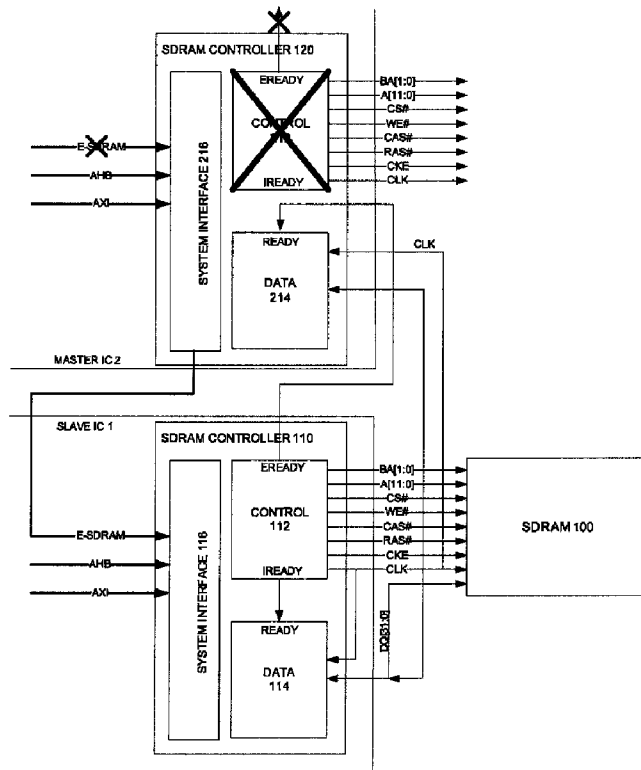 SDRAM CONTROLLER 120
EREADY
CONTROL
IREADY
BA[1:0]
A[11:0]
CS#
WE#
CAS#
RAS#
CKE
CLK
E-SDRAM
AHB
AXI
SYSTEM INTERFACE 216
READY
DATA
214
CLK
MASTER IC 2
SLAVE IC 1
SDRAM CONTROLLER 110
EREADY
CONTROL
112
IREADY
BA[1:0]
A[11:0]
CS#
WE#
CAS#
RAS#
CKE
CLK
SDRAM 100
E-SDRAM
AHB
AXI
SYSTEM INTERFACE 116
READY
DATA
114
DQ[31:0]